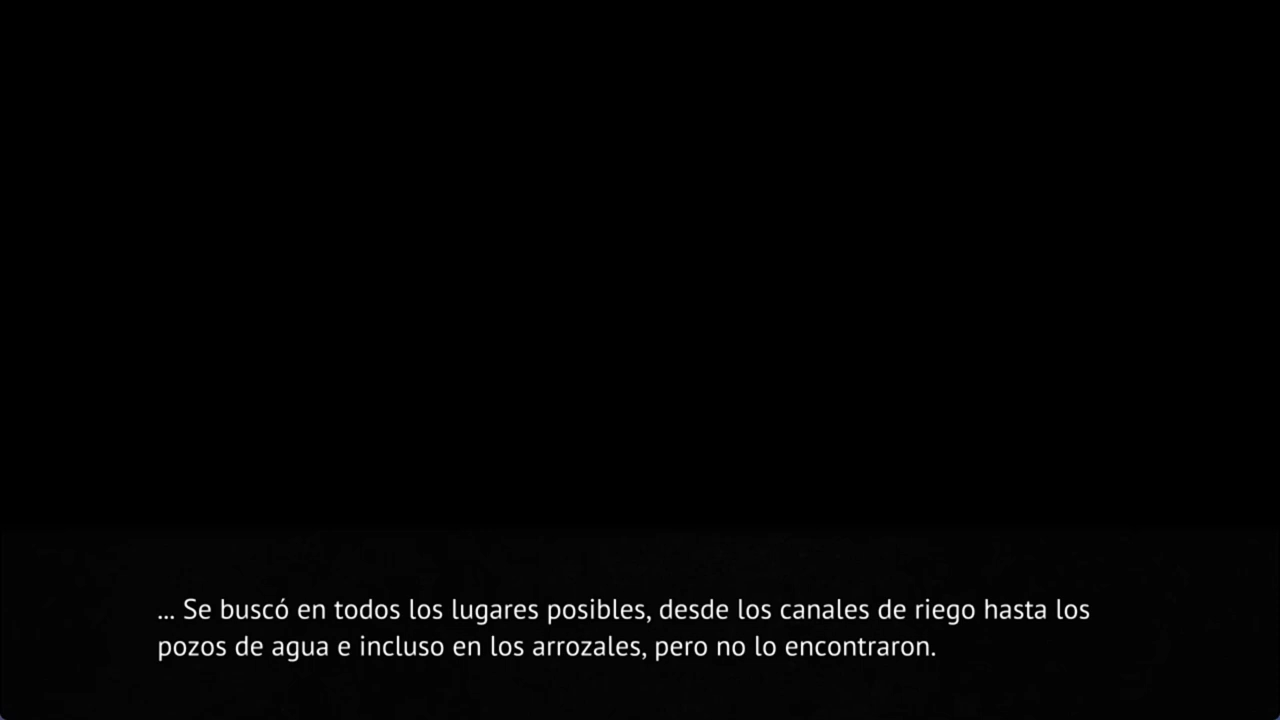 ... Se buscó en todos los lugares posibles, desde los canales de riego hasta los
pozos de agua e incluso en los arrozales, pero no lo encontraron.